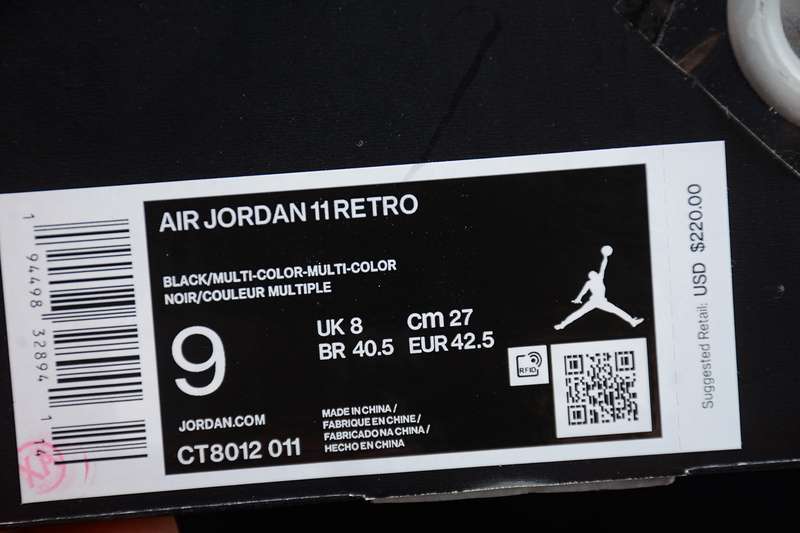 AIR JORDAN 11 RETRO
BLACK/MULTI-COLOR-MULTI-COLOR
NOIR/COULEUR MULTIPLE
9
UK 8 cm 27
BR 40.5 EUR 42.5
RFID
JORDAN.COM
CT8012 011
MADE IN CHINA /
FABRIQUE EN CHINE /
FABRICADO NA CHINA /
HECHO EN CHINA
1 94498 32894 1 14
Suggested Retail: USD $220.00